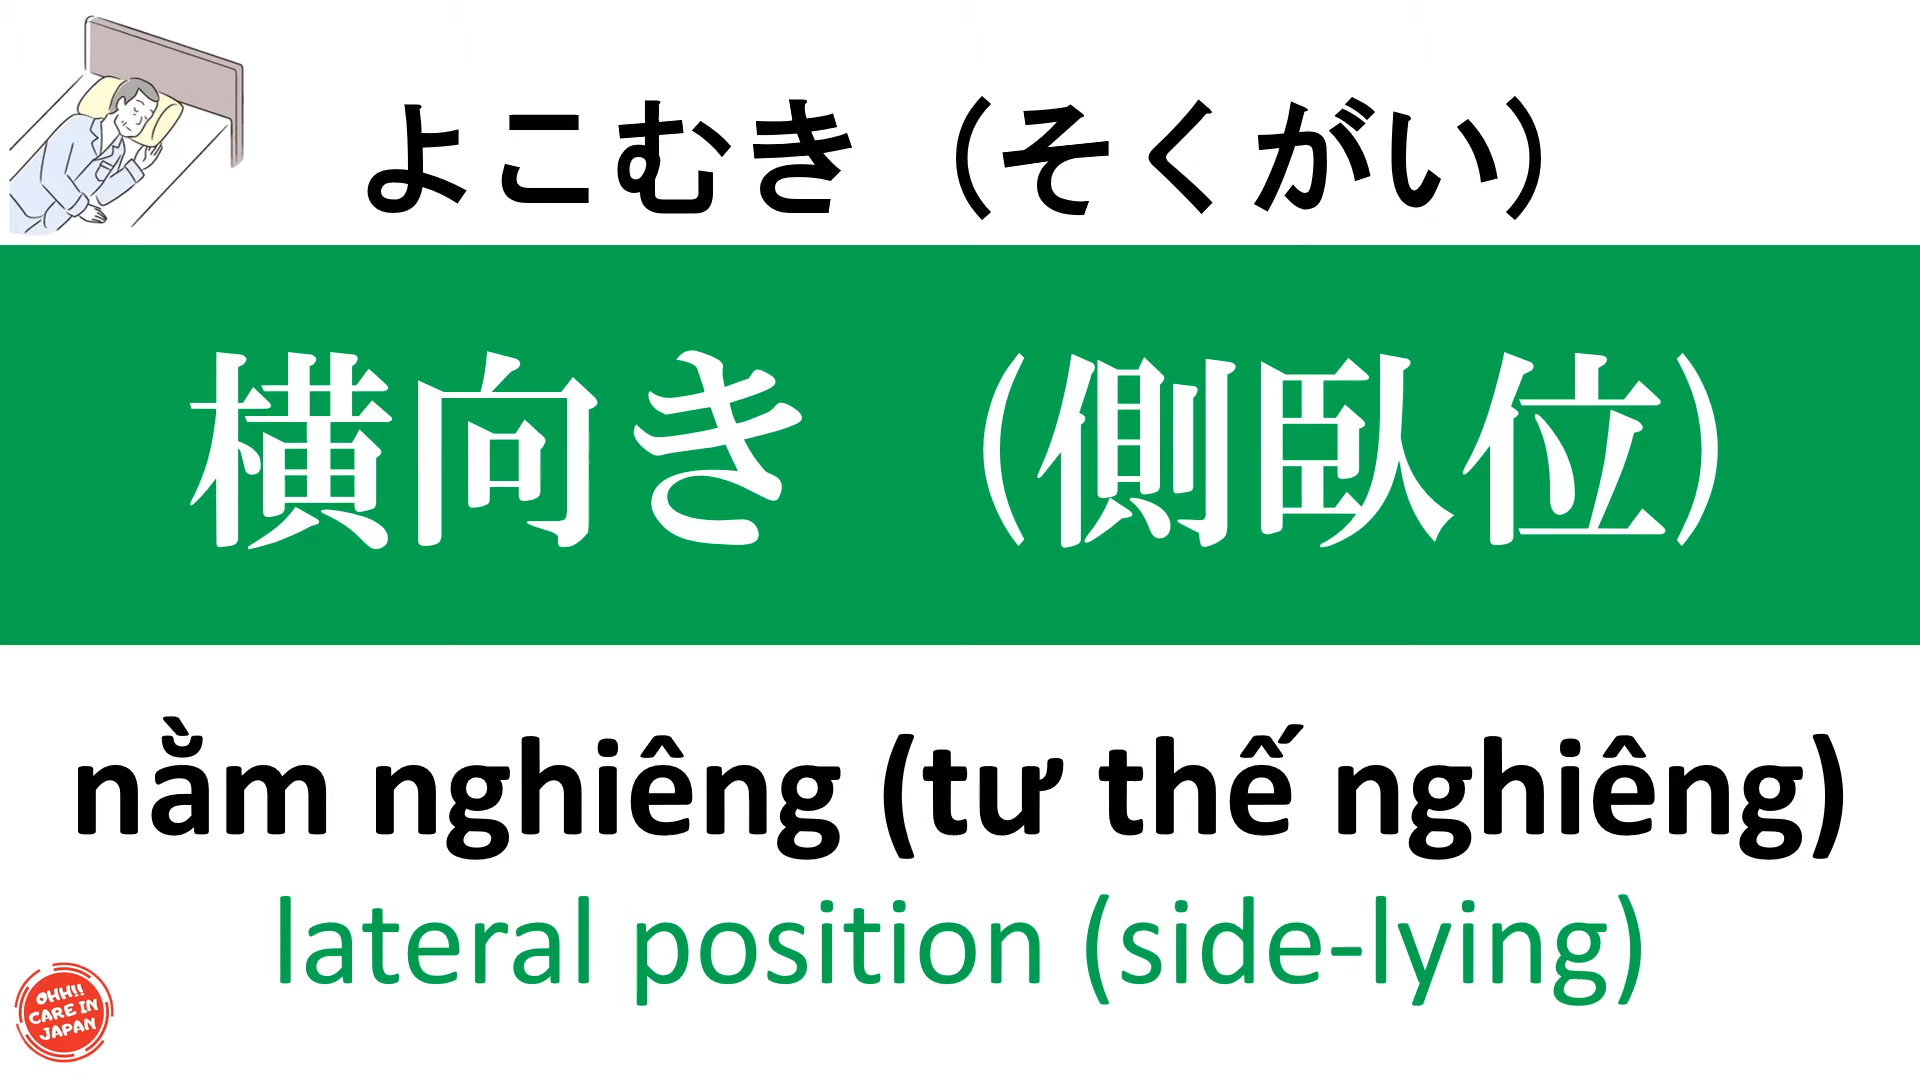 よこむき（そくがい）
横向き（側臥位）
nằm nghiêng (tư thế nghiêng)
lateral position (side-lying)
OHH!!
CARE IN
JAPAN